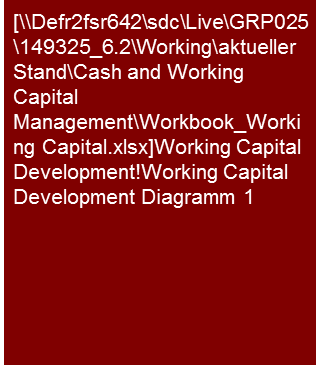 [\\Defr2fsr642\sdc\Live\GRP025
\149325_6.2\Working\aktueller
Stand\Cash and Working
Capital
Management\Workbook_Worki
ng Capital.xlsx]Working Capital
Development!Working Capital
Development Diagramm 1